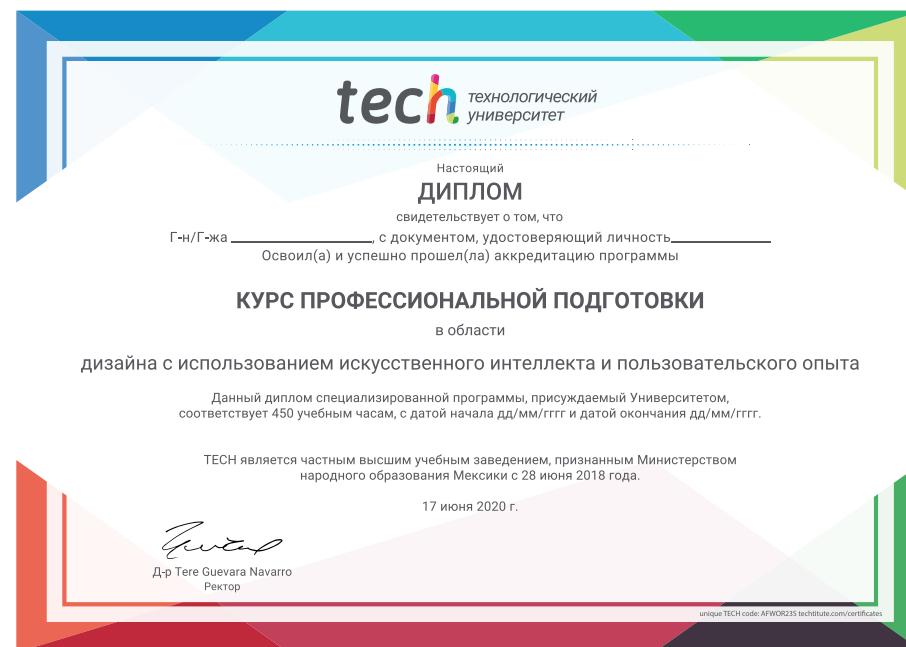 tech технологический
университет
Настоящий
ДИПЛОМ
свидетельствует о том, что
Г-н/Г-жа ____________________, с документом, удостоверяющий личность______________
Освоил(а) и успешно прошел(ла) аккредитацию программы
КУРС ПРОФЕССИОНАЛЬНОЙ ПОДГОТОВКИ
в области
дизайна с использованием искусственного интеллекта и пользовательского опыта
Данный диплом специализированной программы, присуждаемый Университетом,
соответствует 450 учебным часам, с датой начала дд/мм/гггг и датой окончания дд/мм/гггг.
TECH является частным высшим учебным заведением, признанным Министерством
народного образования Мексики с 28 июня 2018 года.
17 июня 2020 г.
Д-р Tere Guevara Navarro
Ректор
unique TECH code: AFWOR23S techtitute.com/certificates